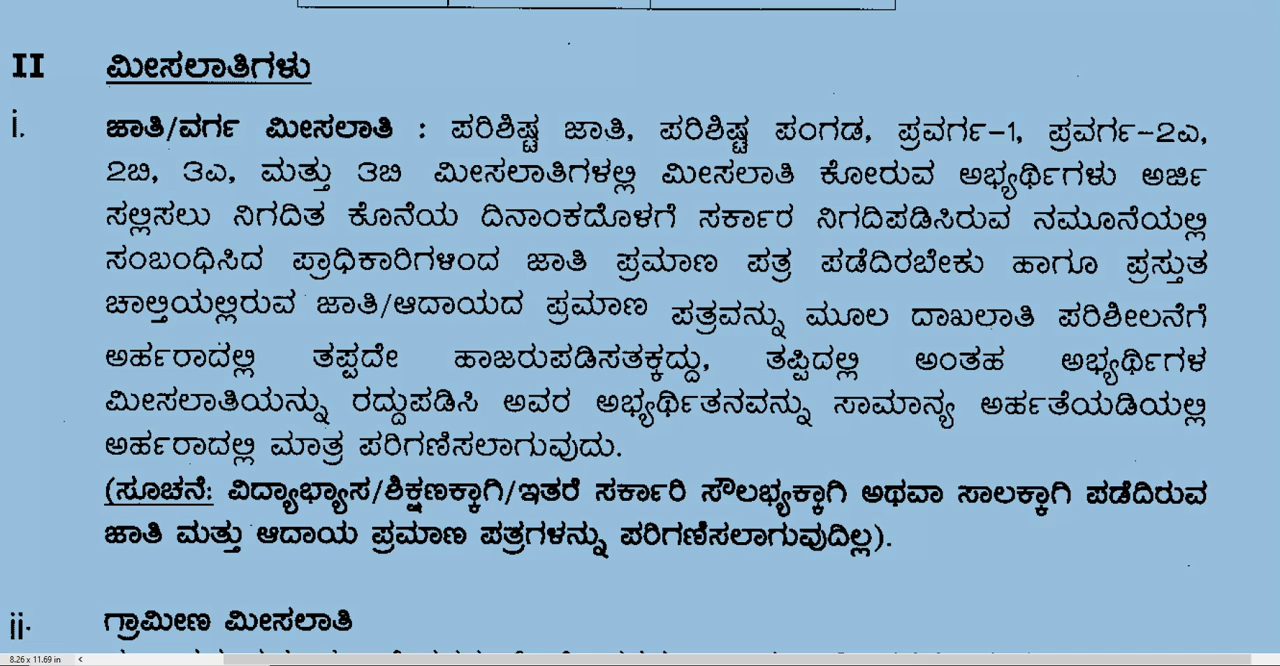 II ಮೀಸಲಾತಿಗಳು
i. ಜಾತಿ/ವರ್ಗ ಮೀಸಲಾತಿ : ಪರಿಶಿಷ್ಟ ಜಾತಿ, ಪರಿಶಿಷ್ಟ ಪಂಗಡ, ಪ್ರವರ್ಗ-1, ಪ್ರವರ್ಗ-2ಎ,
2ಬಿ, 3ಎ, ಮತ್ತು 3ಬಿ ಮೀಸಲಾತಿಗಳಲ್ಲಿ ಮೀಸಲಾತಿ ಕೋರುವ ಅಭ್ಯರ್ಥಿಗಳು ಅರ್ಜಿ
ಸಲ್ಲಿಸಲು ನಿಗದಿತ ಕೊನೆಯ ದಿನಾಂಕದೊಳಗೆ ಸರ್ಕಾರ ನಿಗದಿಪಡಿಸಿರುವ ನಮೂನೆಯಲ್ಲಿ
ಸಂಬಂಧಿಸಿದ ಪ್ರಾಧಿಕಾರಿಗಳಿಂದ ಜಾತಿ ಪ್ರಮಾಣ ಪತ್ರ ಪಡೆದಿರಬೇಕು ಹಾಗೂ ಪ್ರಸ್ತುತ
ಚಾಲ್ತಿಯಲ್ಲಿರುವ ಜಾತಿ/ಆದಾಯದ ಪ್ರಮಾಣ ಪತ್ರವನ್ನು ಮೂಲ ದಾಖಲಾತಿ ಪರಿಶೀಲನೆಗೆ
ಅರ್ಹರಾದಲ್ಲಿ ತಪ್ಪದೇ ಹಾಜರುಪಡಿಸತಕ್ಕದ್ದು, ತಪ್ಪಿದಲ್ಲಿ ಅಂತಹ ಅಭ್ಯರ್ಥಿಗಳ
ಮೀಸಲಾತಿಯನ್ನು ರದ್ದುಪಡಿಸಿ ಅವರ ಅಭ್ಯರ್ಥಿತನವನ್ನು ಸಾಮಾನ್ಯ ಅರ್ಹತೆಯಡಿಯಲ್ಲಿ
ಅರ್ಹರಾದಲ್ಲಿ ಮಾತ್ರ ಪರಿಗಣಿಸಲಾಗುವುದು.
(ಸೂಚನೆ: ವಿದ್ಯಾಭ್ಯಾಸ/ಶಿಕ್ಷಣಕ್ಕಾಗಿ/ಇತರೆ ಸರ್ಕಾರಿ ಸೌಲಭ್ಯಕ್ಕಾಗಿ ಅಥವಾ ಸಾಲಕ್ಕಾಗಿ ಪಡೆದಿರುವ
ಜಾತಿ ಮತ್ತು ಆದಾಯ ಪ್ರಮಾಣ ಪತ್ರಗಳನ್ನು ಪರಿಗಣಿಸಲಾಗುವುದಿಲ್ಲ).
ii. ಗ್ರಾಮೀಣ ಮೀಸಲಾತಿ
8.26 x 11.69 in